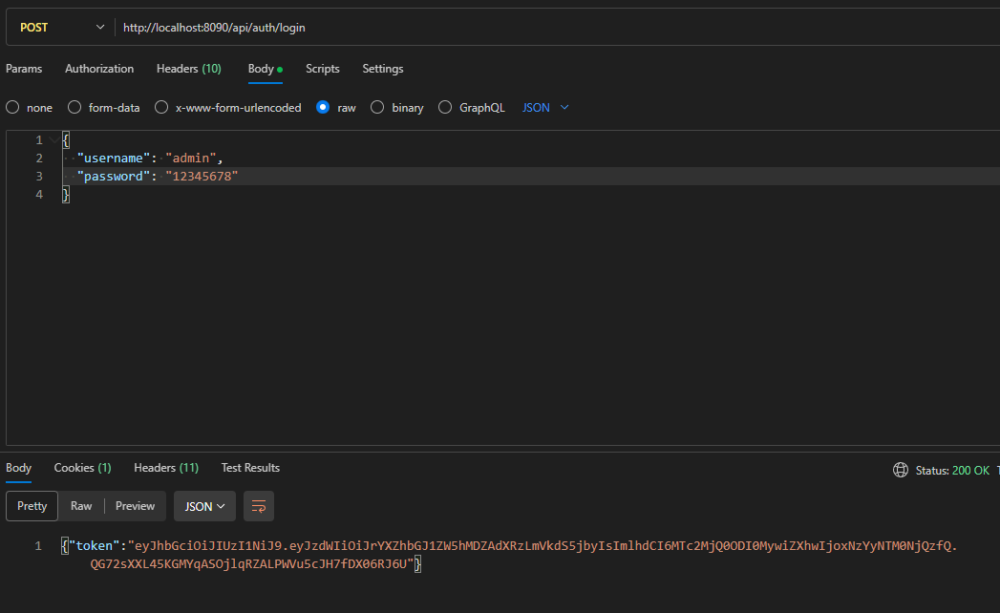 POST http://localhost:8090/api/auth/login
Params Authorization Headers (10) Body Scripts Settings
none form-data x-www-form-urlencoded raw binary GraphQL JSON
1 {
2 "username": "admin",
3 "password": "12345678"
4 }
Body Cookies (1) Headers (11) Test Results Status: 200 OK
Pretty Raw Preview JSON
1 {"token":"eyJhbGciOiJIUzI1NiJ9.eyJzdWIiOiJrYXZhbGJ1ZW5hMDZAdXRzLmVkdS5jbyIsImlhdCI6MTc2MjQ0ODI0MywiZXhwIjoxNzYyNTM0NjQzfQ.
QG72sXXL45KGMYqASOjlqRZALPWVu5cJH7fDX06RJ6U"}